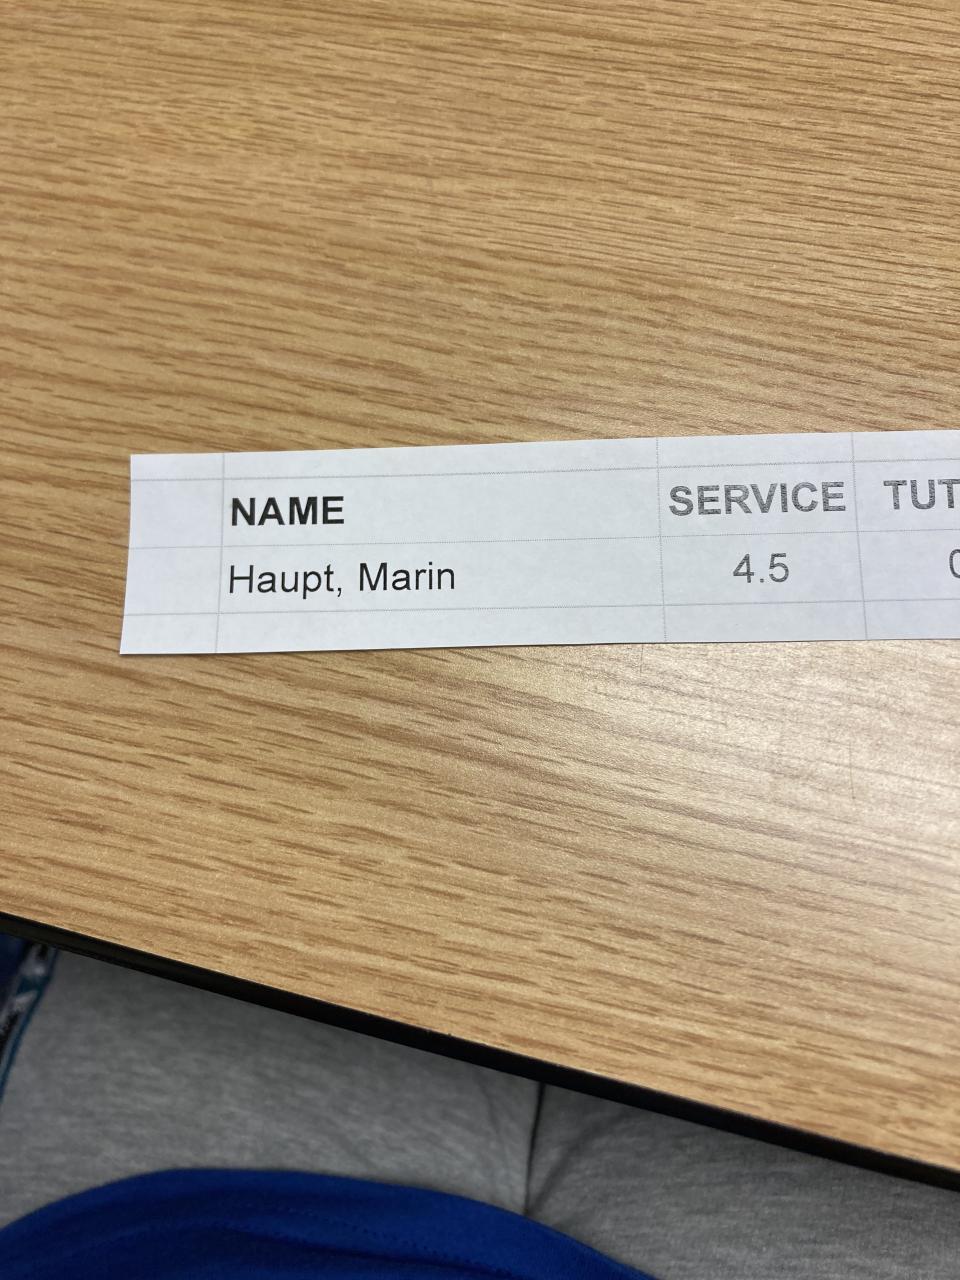 NAME SERVICE
Haupt, Marin 4.5